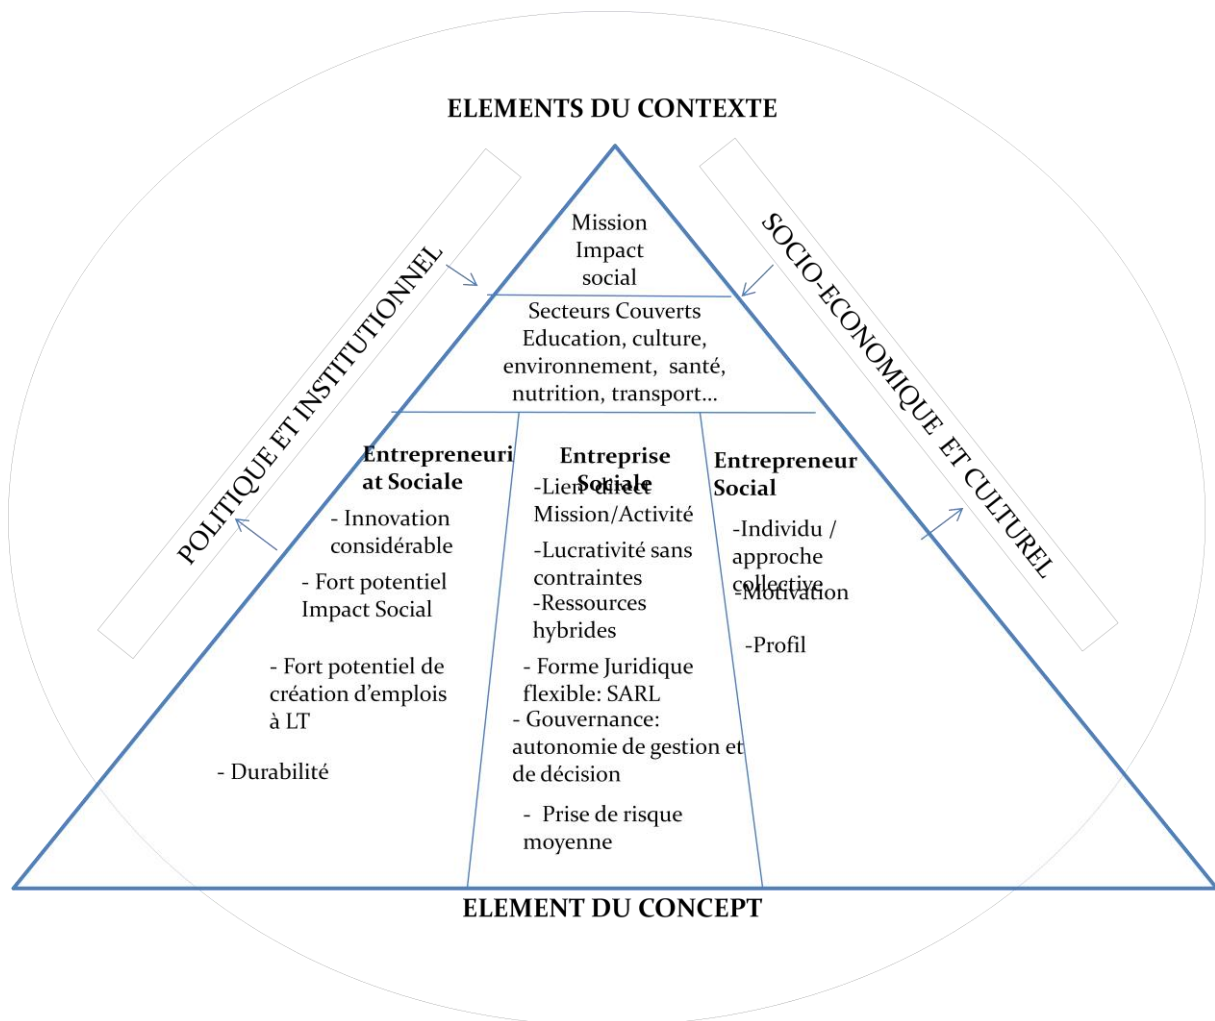 ELEMENTS DU CONTEXTE
POLITIQUE ET INSTITUTIONNEL
SOCIO-ECONOMIQUE ET CULTUREL
Mission
Impact
social
Secteurs Couverts
Education, culture,
environnement, santé,
nutrition, transport...
Entrepreneuri
at Sociale
- Innovation
considérable
- Fort potentiel
Impact Social
- Fort potentiel de
création d'emplois
à LT
- Durabilité
Entreprise
Sociale
-Lien direct
Mission/Activité
-Lucrativité sans
contraintes
-Ressources
hybrides
- Forme Juridique
flexible: SARL
- Gouvernance:
autonomie de gestion et
de décision
- Prise de risque
moyenne
Entrepreneur
Social
-Individu /
approche
collective
-Motivation
-Profil
ELEMENT DU CONCEPT